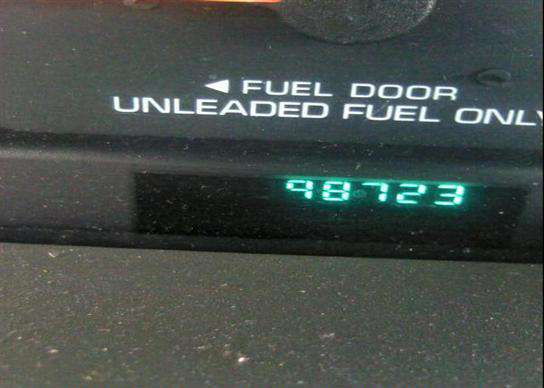 ◄ FUEL DOOR
UNLEADED FUEL ONLY
98723